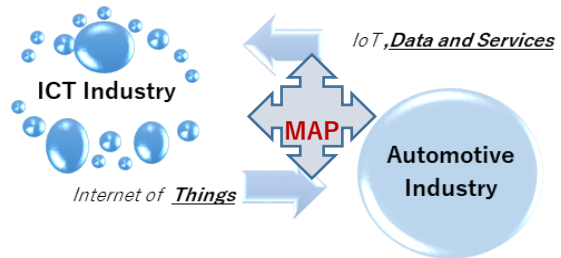 IoT ,Data and Services
ICT Industry
MAP
Automotive
Industry
Internet of Things